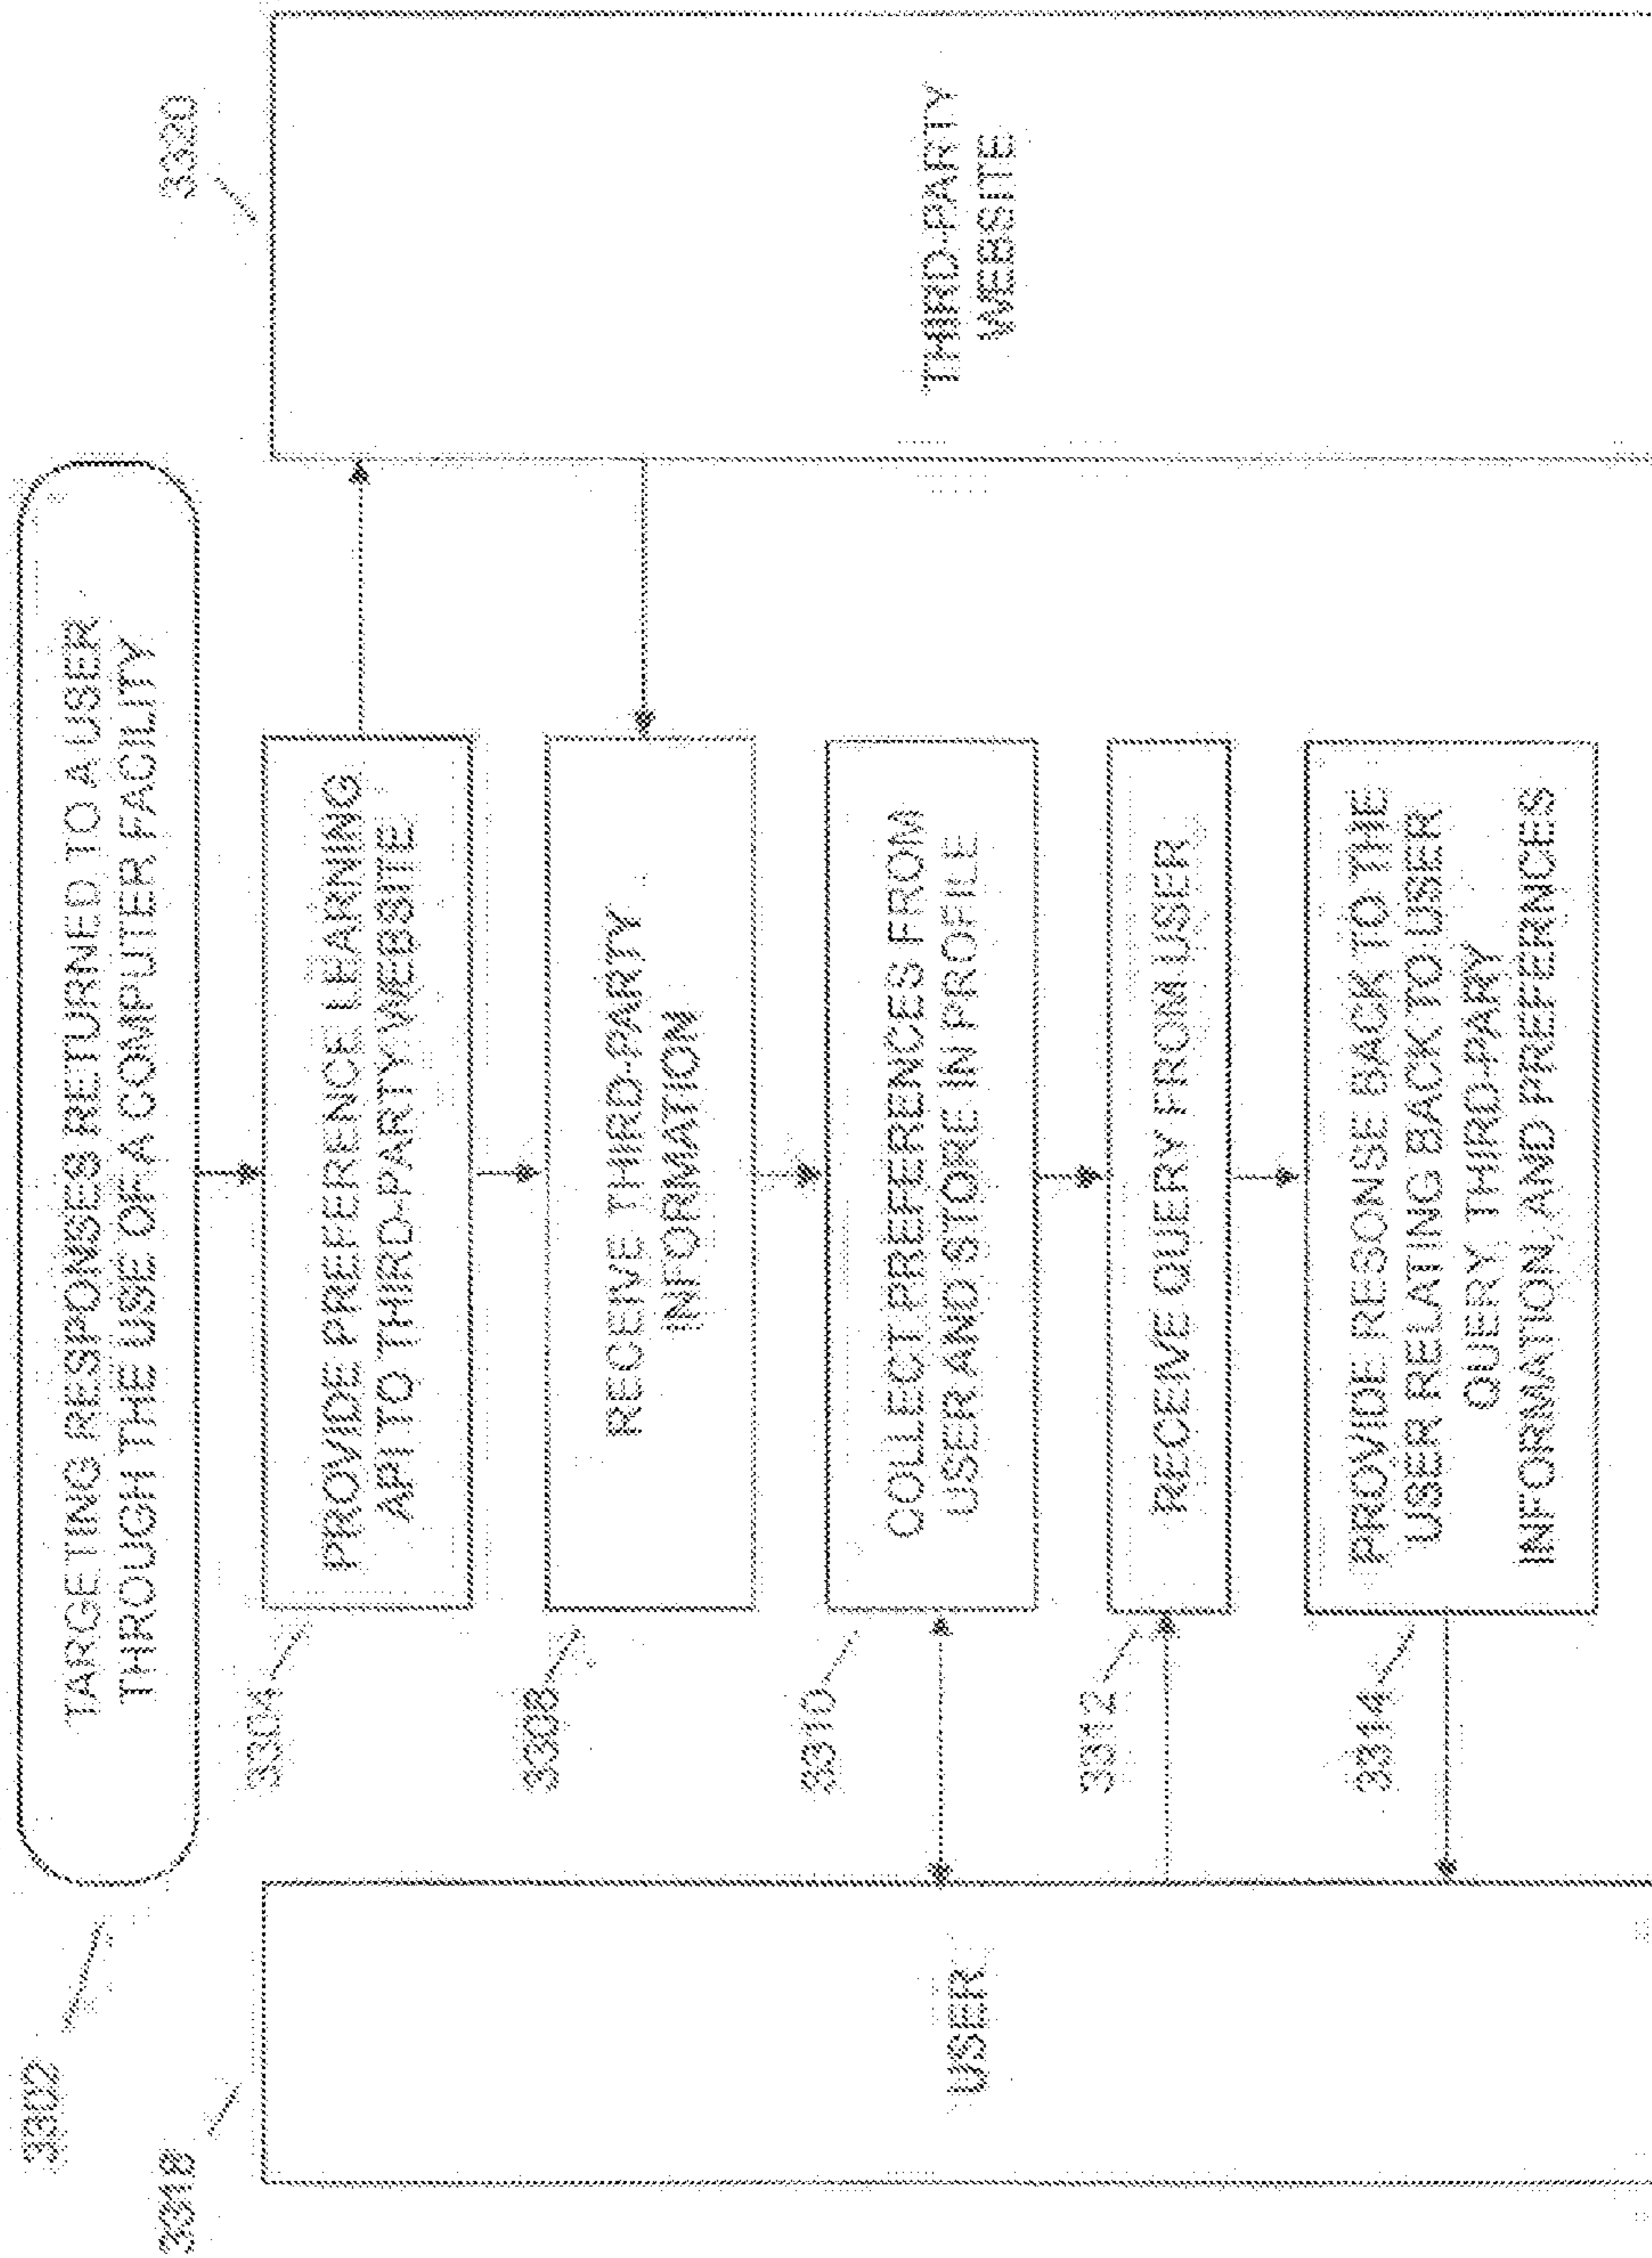 3302
TARGETING RESPONSES RETURNED TO A USER
THROUGH THE USE OF A COMPUTER FACILITY
3318
USER
3304
PROVIDE PREFERENCE LEARNING
API TO THIRD-PARTY WEBSITE
3308
RECEIVE THIRD-PARTY
INFORMATION
3310
COLLECT PREFERENCES FROM
USER AND STORE IN PROFILE
3312
RECEIVE QUERY FROM USER
3314
PROVIDE RESONSE BACK TO THE
USER RELATING BACK TO USER
QUERY, THIRD-PARTY
INFORMATION, AND PREFERENCES
3320
THIRD-PARTY
WEBSITE